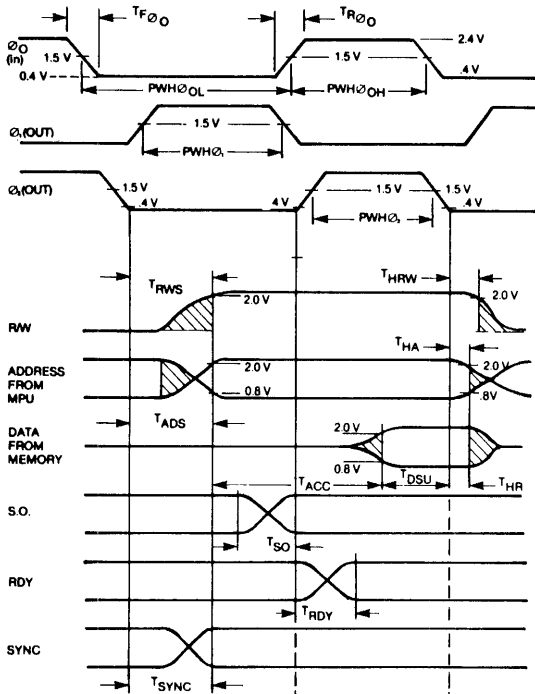 TFØO TRØO
ØO
(in) 1.5 V 1.5 V 2.4 V
0.4 V .4 V
PWHØOL PWHØOH
Ø₁(OUT) 1.5 V
PWHØ₁
Ø₂(OUT) 1.5 V 1.5 V 1.5 V
.4 V 4 V .4 V
PWHØ₂
TRWS THRW
2.0 V 2.0 V
R/W
THA
ADDRESS
FROM
MPU 2.0 V 2.0 V
0.8 V .8V
TADS
DATA
FROM
MEMORY 2.0 V
0.8 V
TACC TDSU THR
S.O.
TSO
RDY
TRDY
SYNC
TSYNC